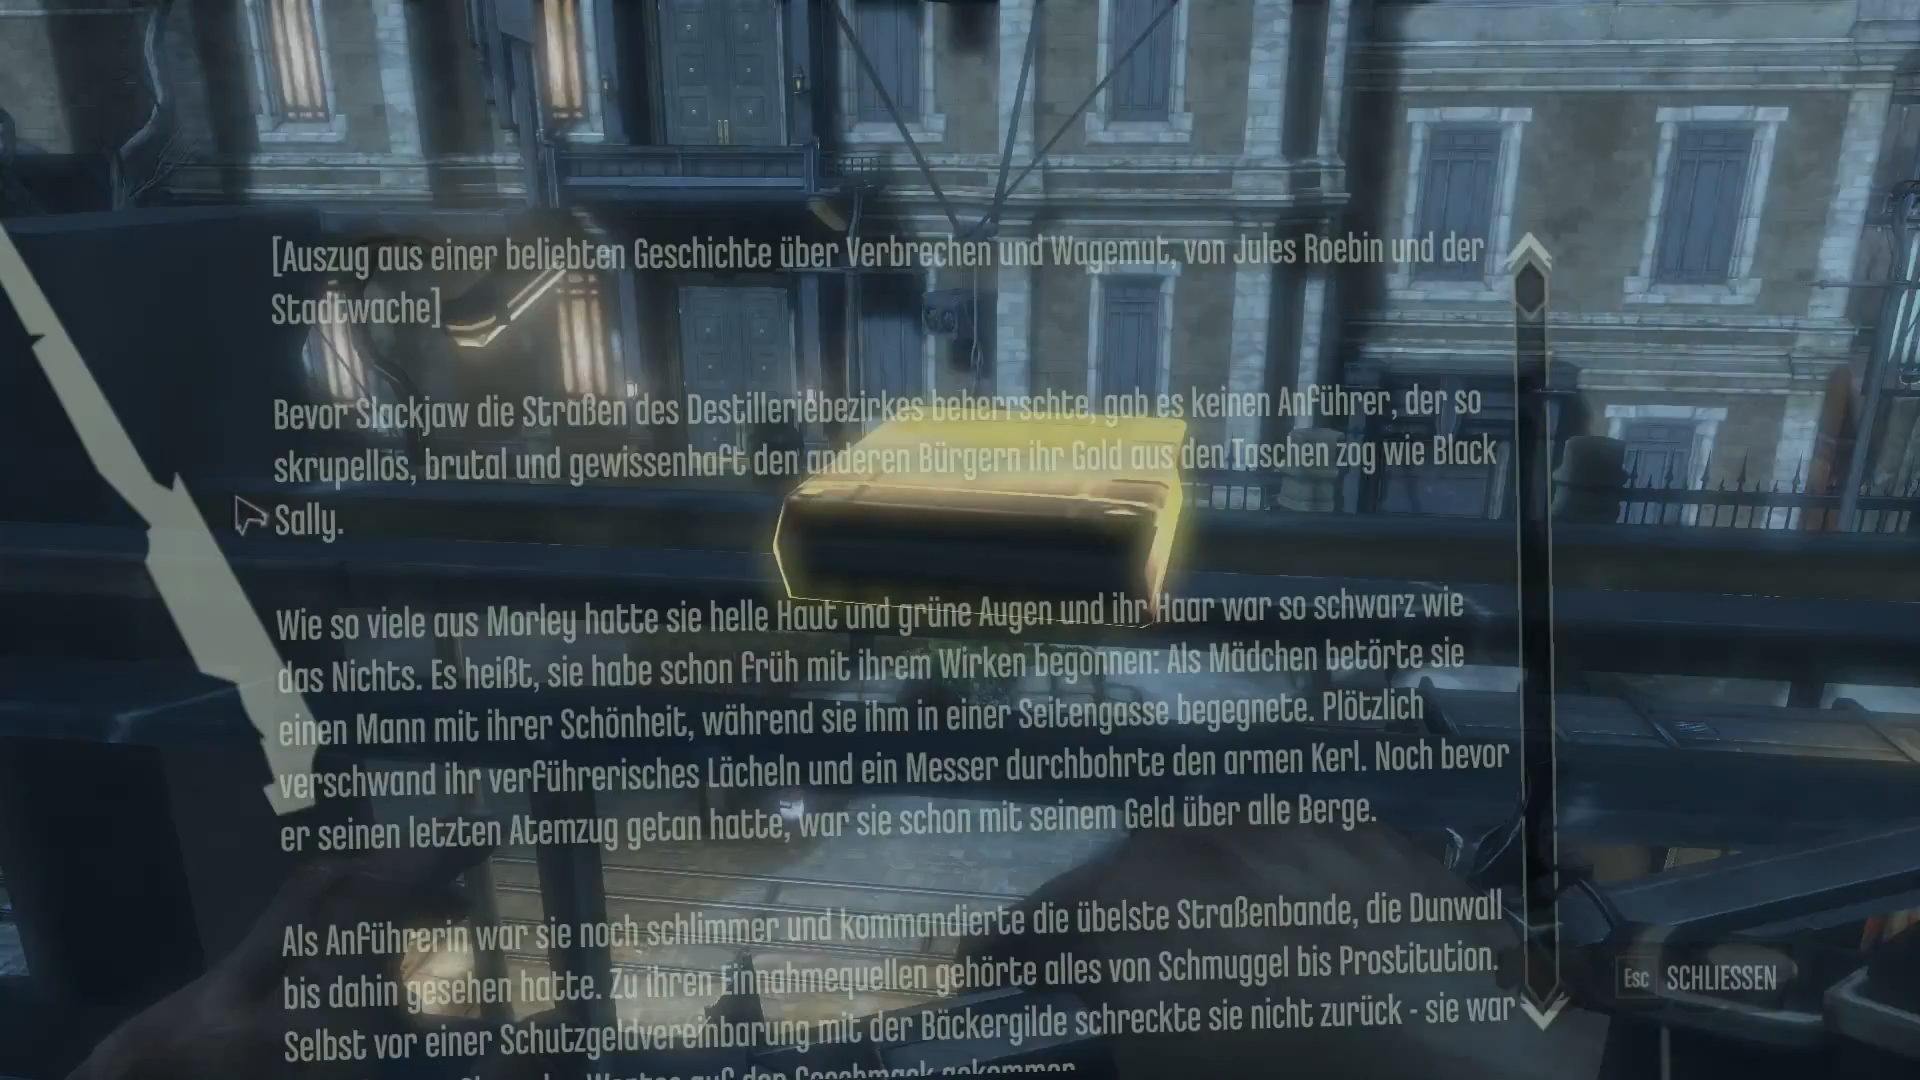 [Auszug aus einer beliebten Geschichte über Verbrechen und Wagemut, von Jules Roebin und der
Stadtwache]
Bevor Slackjaw die Straßen des Destilleriebezirkes beherrschte, gab es keinen Anführer, der so
skrupellos, brutal und gewissenhaft den anderen Bürgern ihr Gold aus den Taschen zog wie Black
Sally.
Wie so viele aus Morley hatte sie helle Haut und grüne Augen und ihr Haar war so schwarz wie
das Nichts. Es heißt, sie habe schon früh mit ihrem Wirken begonnen: Als Mädchen betörte sie
einen Mann mit ihrer Schönheit, während sie ihm in einer Seitengasse begegnete. Plötzlich
verschwand ihr verführerisches Lächeln und ein Messer durchbohrte den armen Kerl. Noch bevor
er seinen letzten Atemzug getan hatte, war sie schon mit seinem Geld über alle Berge.
Als Anführerin war sie noch schlimmer und kommandierte die übelste Straßenbande, die Dunwall
bis dahin gesehen hatte. Zu ihren Einnahmequellen gehörte alles von Schmuggel bis Prostitution.
Selbst vor einer Schutzgeldvereinbarung mit der Bäckergilde schreckte sie nicht zurück - sie war
auf den Geschmack gekommen
Esc SCHLIESSEN